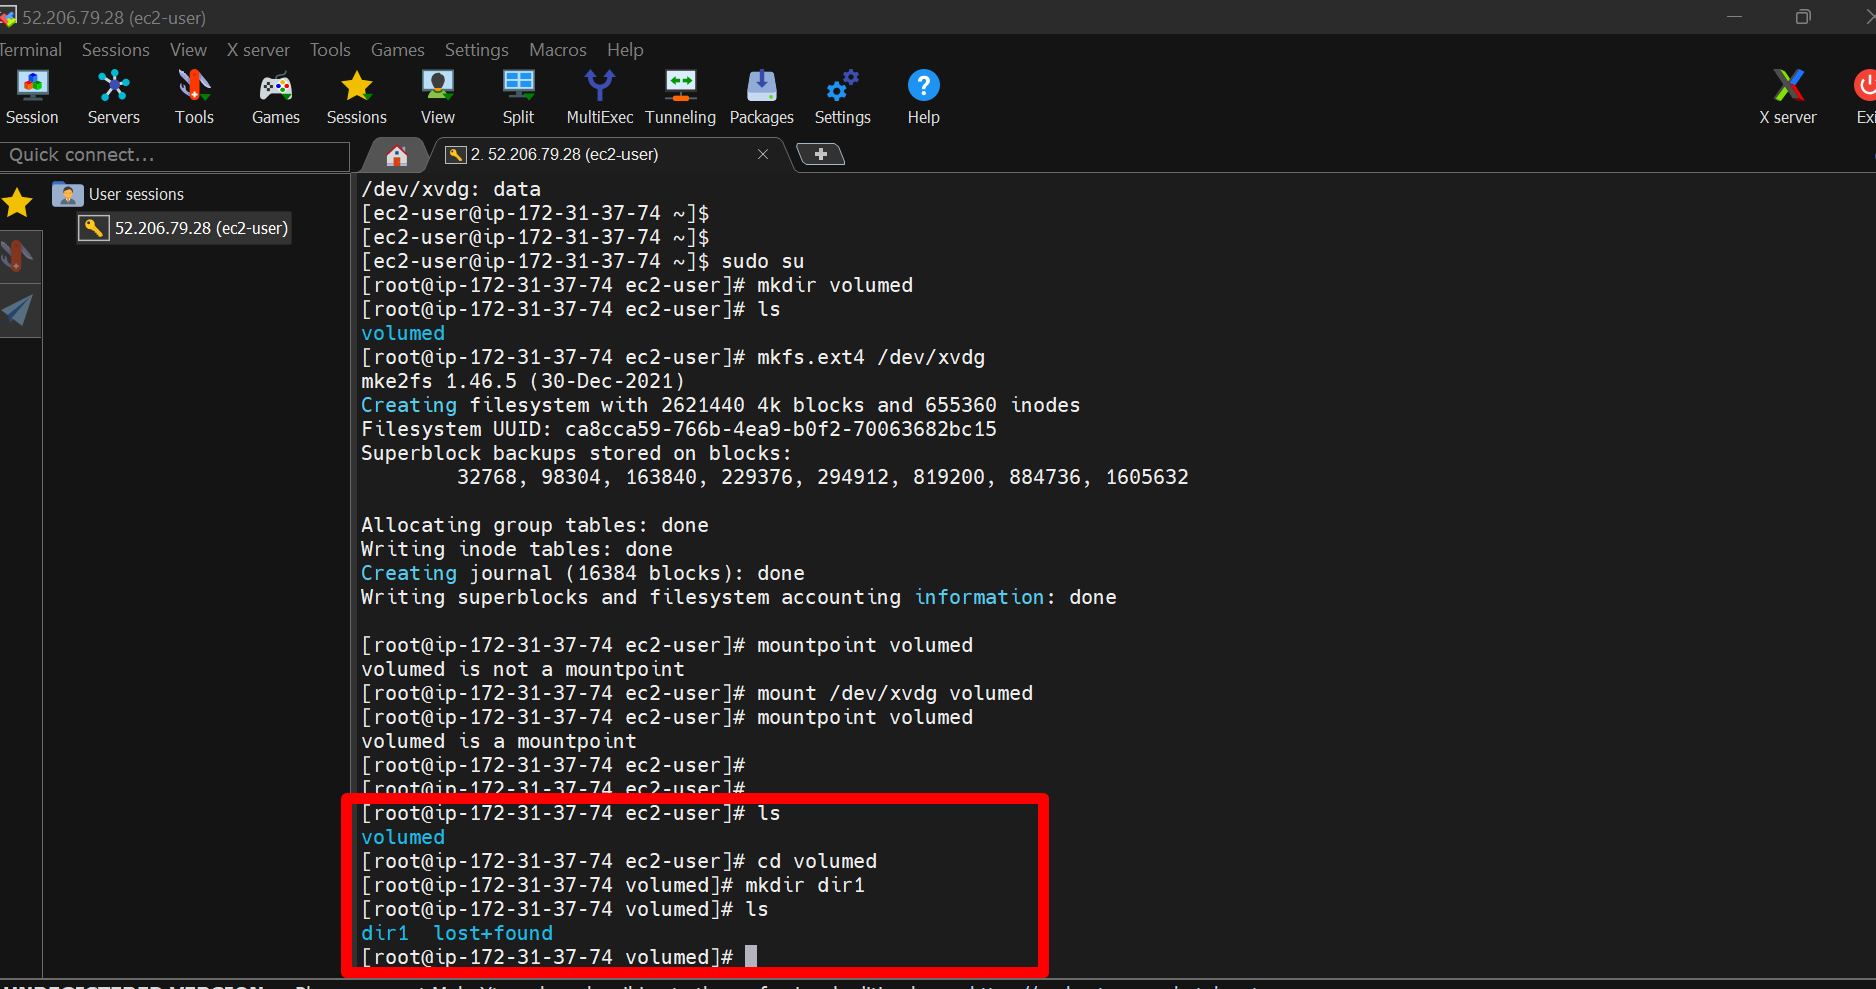 52.206.79.28 (ec2-user)
Terminal Sessions View X server Tools Games Settings Macros Help
Session Servers Tools Games Sessions View Split MultiExec Tunneling Packages Settings Help X server
Quick connect...
2. 52.206.79.28 (ec2-user)
User sessions
52.206.79.28 (ec2-user)
/dev/xvdg: data
[ec2-user@ip-172-31-37-74 ~]$
[ec2-user@ip-172-31-37-74 ~]$
[ec2-user@ip-172-31-37-74 ~]$ sudo su
[root@ip-172-31-37-74 ec2-user]# mkdir volumed
[root@ip-172-31-37-74 ec2-user]# ls
volumed
[root@ip-172-31-37-74 ec2-user]# mkfs.ext4 /dev/xvdg
mke2fs 1.46.5 (30-Dec-2021)
Creating filesystem with 2621440 4k blocks and 655360 inodes
Filesystem UUID: ca8cca59-766b-4ea9-b0f2-70063682bc15
Superblock backups stored on blocks:
32768, 98304, 163840, 229376, 294912, 819200, 884736, 1605632
Allocating group tables: done
Writing inode tables: done
Creating journal (16384 blocks): done
Writing superblocks and filesystem accounting information: done
[root@ip-172-31-37-74 ec2-user]# mountpoint volumed
volumed is not a mountpoint
[root@ip-172-31-37-74 ec2-user]# mount /dev/xvdg volumed
[root@ip-172-31-37-74 ec2-user]# mountpoint volumed
volumed is a mountpoint
[root@ip-172-31-37-74 ec2-user]#
[root@ip-172-31-37-74 ec2-user]#
[root@ip-172-31-37-74 ec2-user]# ls
volumed
[root@ip-172-31-37-74 ec2-user]# cd volumed
[root@ip-172-31-37-74 volumed]# mkdir dir1
[root@ip-172-31-37-74 volumed]# ls
dir1 lost+found
[root@ip-172-31-37-74 volumed]#
UNREGISTERED VERSION